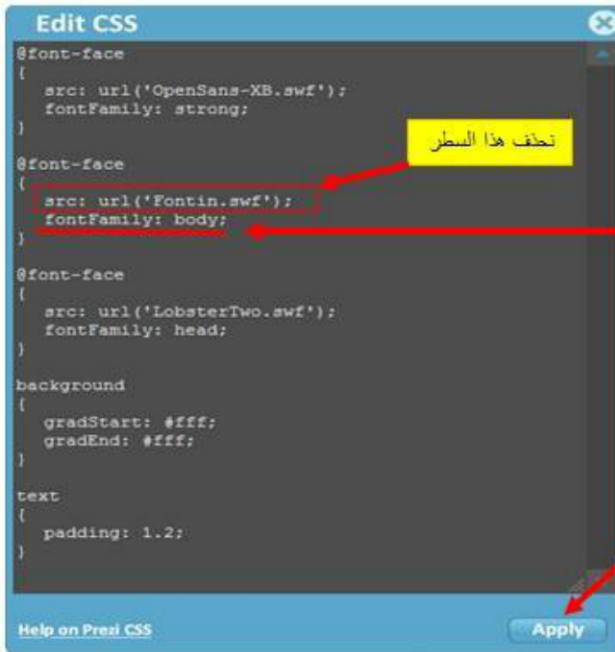 Edit CSS
@font-face
{
src: url('OpenSans-XB.swf');
fontFamily: strong;
}
نحذف هذا السطر
@font-face
{
src: url('Fontin.swf');
fontFamily: body;
}
@font-face
{
src: url('LobsterTwo.swf');
fontFamily: head;
}
background
{
gradStart: #fff;
gradEnd: #fff;
}
text
{
padding: 1.2;
}
Help on Prezi CSS
Apply